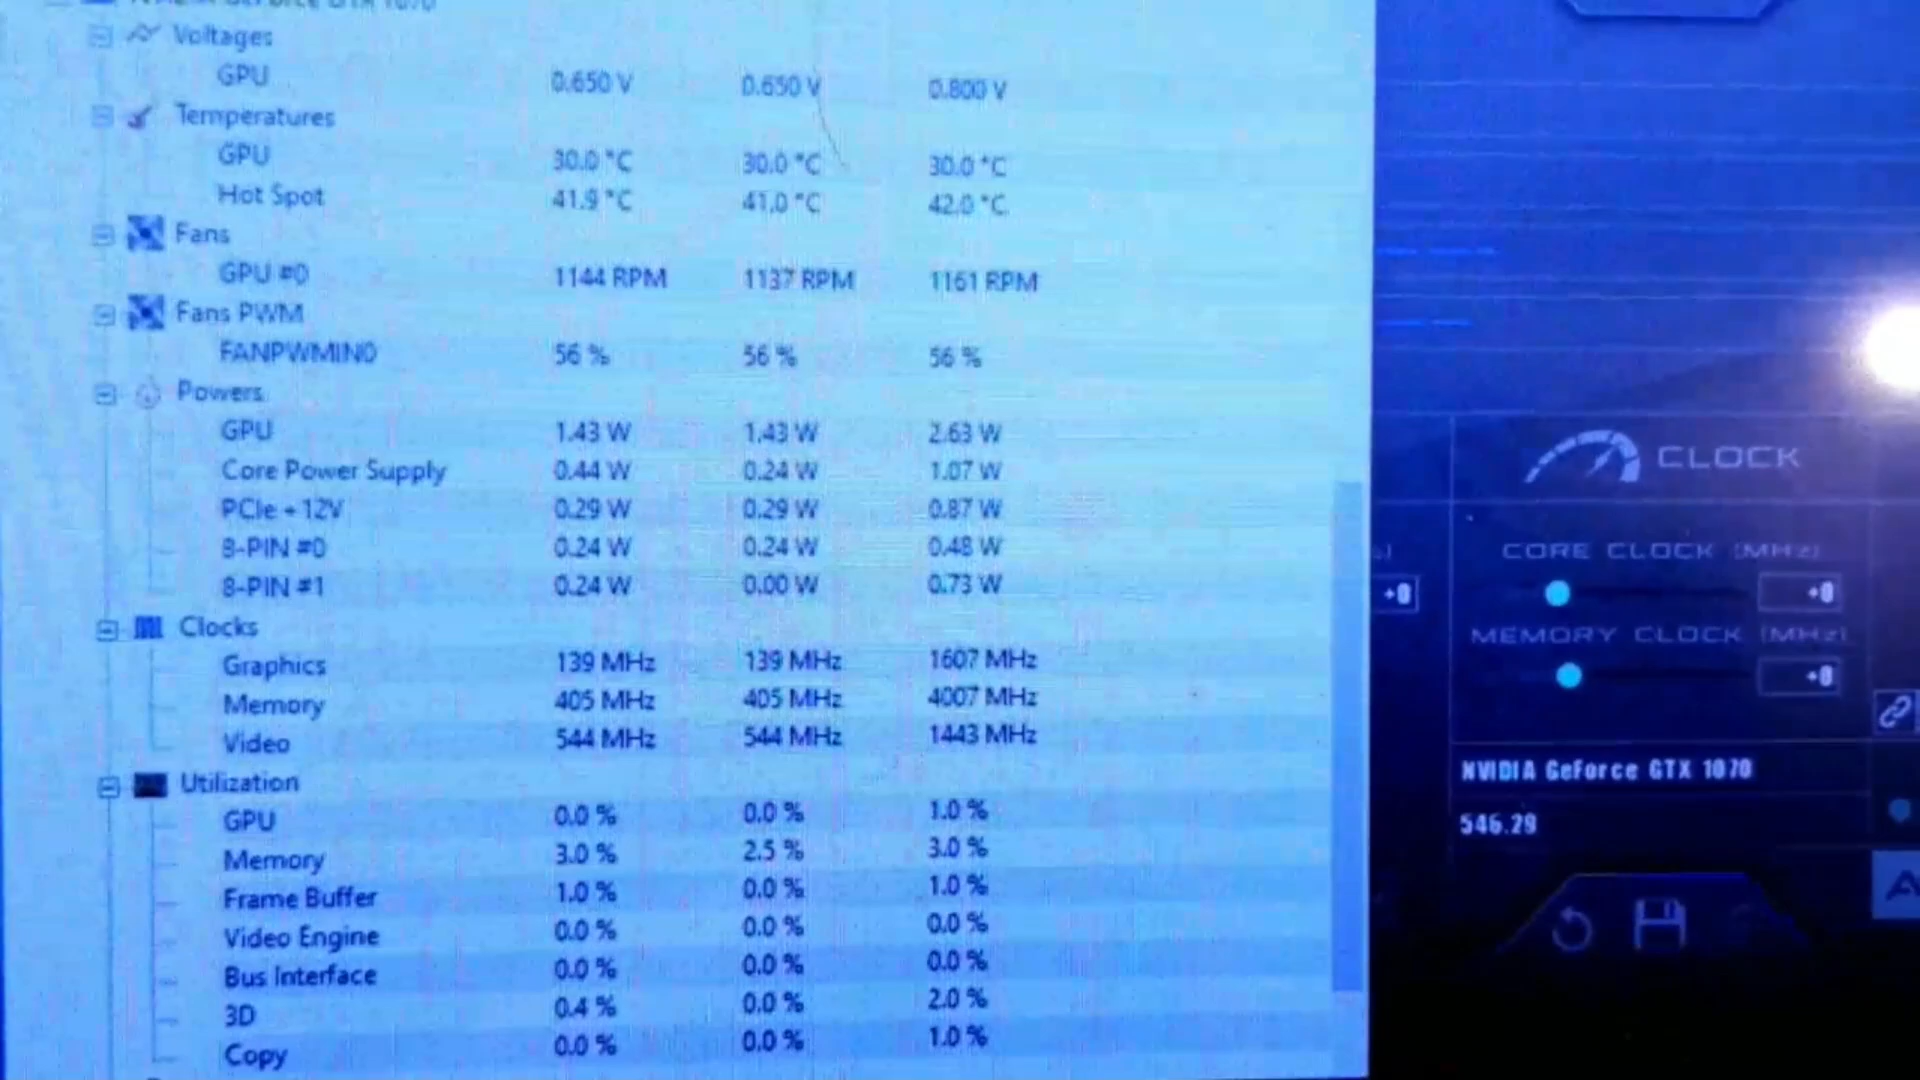 NVIDIA GeForce GTX 1070
Voltages
GPU 0.650 V 0.650 V 0.800 V
Temperatures
GPU 30.0 °C 30.0 °C 30.0 °C
Hot Spot 41.9 °C 41.0 °C 42.0 °C
Fans
GPU #0 1144 RPM 1137 RPM 1161 RPM
Fans PWM
FANPWMIN0 56 % 56 % 56 %
Powers
GPU 1.43 W 1.43 W 2.63 W
Core Power Supply 0.44 W 0.24 W 1.07 W
PCIe +12V 0.29 W 0.29 W 0.87 W
8-PIN #0 0.24 W 0.24 W 0.48 W
8-PIN #1 0.24 W 0.00 W 0.73 W
Clocks
Graphics 139 MHz 139 MHz 1607 MHz
Memory 405 MHz 405 MHz 4007 MHz
Video 544 MHz 544 MHz 1443 MHz
Utilization
GPU 0.0 % 0.0 % 1.0 %
Memory 3.0 % 2.5 % 3.0 %
Frame Buffer 1.0 % 0.0 % 1.0 %
Video Engine 0.0 % 0.0 % 0.0 %
Bus Interface 0.0 % 0.0 % 0.0 %
3D 0.4 % 0.0 % 2.0 %
Copy 0.0 % 0.0 % 1.0 %
CLOCK
CORE CLOCK (MHz)
+0 +0
MEMORY CLOCK (MHz)
+0
NVIDIA GeForce GTX 1070
546.29
A